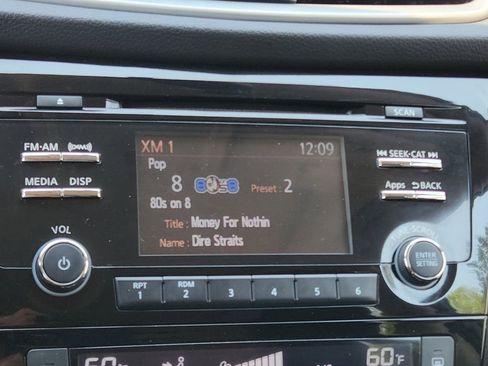 SCAN
FM·AM
XM 1
12:09
SEEK·CAT
Pop
MEDIA DISP
8
Preset : 2
Apps
BACK
80s on 8
VOL
Title : Money For Nothin
Name : Dire Straits
ENTER
SETTING
RPT
1
RDM
2
3
4
5
6
60
60°F